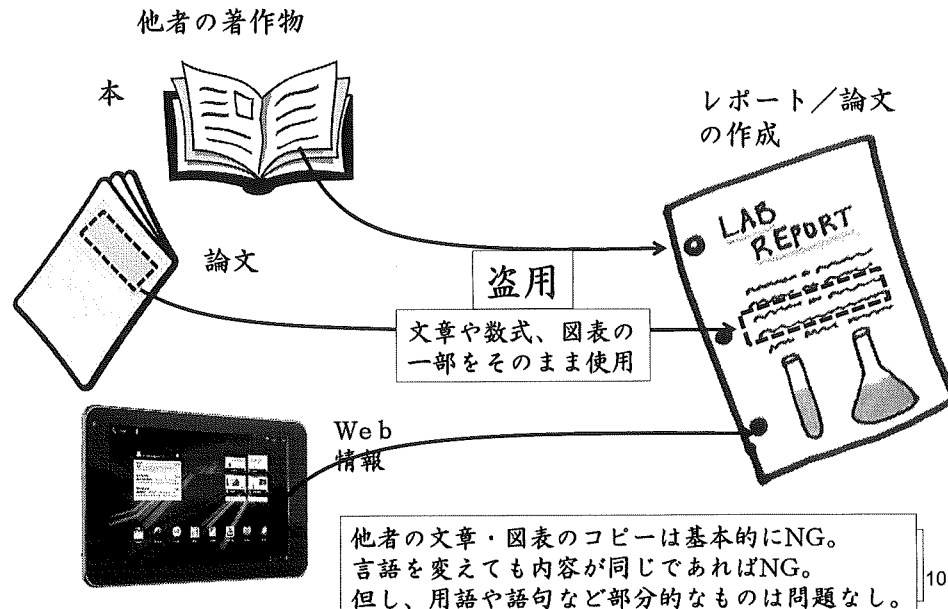 他者の著作物
本
レポート／論文
の作成
LAB
REPORT
論文
盗用
文章や数式、図表の
一部をそのまま使用
Web
情報
他者の文章・図表のコピーは基本的にNG。
言語を変えても内容が同じであればNG。
但し、用語や語句など部分的なものは問題なし。
10